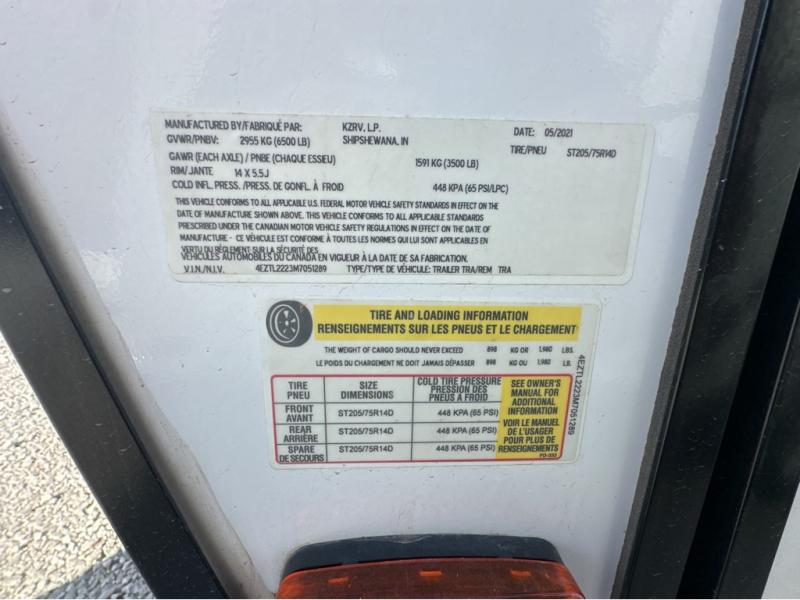 MANUFACTURED BY/FABRIQUÉ PAR: KZRV, L.P. DATE: 05/2021
GVWR/PNBV: 2955 KG (6500 LB) SHIPSHEWANA, IN TIRE/PNEU ST205/75R14D
GAWR (EACH AXLE) / PNBE (CHAQUE ESSIEU) 1591 KG (3500 LB)
RIM/JANTE 14 X 5.5J
COLD INFL. PRESS. /PRESS. DE GONFL. À FROID 448 KPA (65 PSI/LPC)
THIS VEHICLE CONFORMS TO ALL APPLICABLE U.S. FEDERAL MOTOR VEHICLE SAFETY STANDARDS IN EFFECT ON THE
DATE OF MANUFACTURE SHOWN ABOVE. THIS VEHICLE CONFORMS TO ALL APPLICABLE STANDARDS
PRESCRIBED UNDER THE CANADIAN MOTOR VEHICLE SAFETY REGULATIONS IN EFFECT ON THE DATE OF
MANUFACTURE - CE VÉHICULE EST CONFORME À TOUTES LES NORMES QUI LUI SONT APPLICABLES EN
VERTU DU RÈGLEMENT SUR LA SÉCURITÉ DES
VÉHICULES AUTOMOBILES DU CANADA EN VIGUEUR À LA DATE DE SA FABRICATION.
V.I.N./N.I.V. 4EZTL2223M7051289 TYPE/TYPE DE VÉHICULE: TRAILER TRA/REM TRA
TIRE AND LOADING INFORMATION
RENSEIGNEMENTS SUR LES PNEUS ET LE CHARGEMENT
THE WEIGHT OF CARGO SHOULD NEVER EXCEED 898 KG OR 1,980 LBS.
LE POIDS DU CHARGEMENT NE DOIT JAMAIS DÉPASSER 898 KG OU 1,980 LB.
TIRE PNEU
SIZE DIMENSIONS
COLD TIRE PRESSURE
PRESSION DES
PNEUS A FROID
FRONT AVANT ST205/75R14D 448 KPA (65 PSI)
REAR ARRIÈRE ST205/75R14D 448 KPA (65 PSI)
SPARE DE SECOURS ST205/75R14D 448 KPA (65 PSI)
SEE OWNER'S
MANUAL FOR
ADDITIONAL
INFORMATION
VOIR LE MANUEL
DE L'USAGER
POUR PLUS DE
RENSEIGNEMENTS
4EZTL2223M7051289